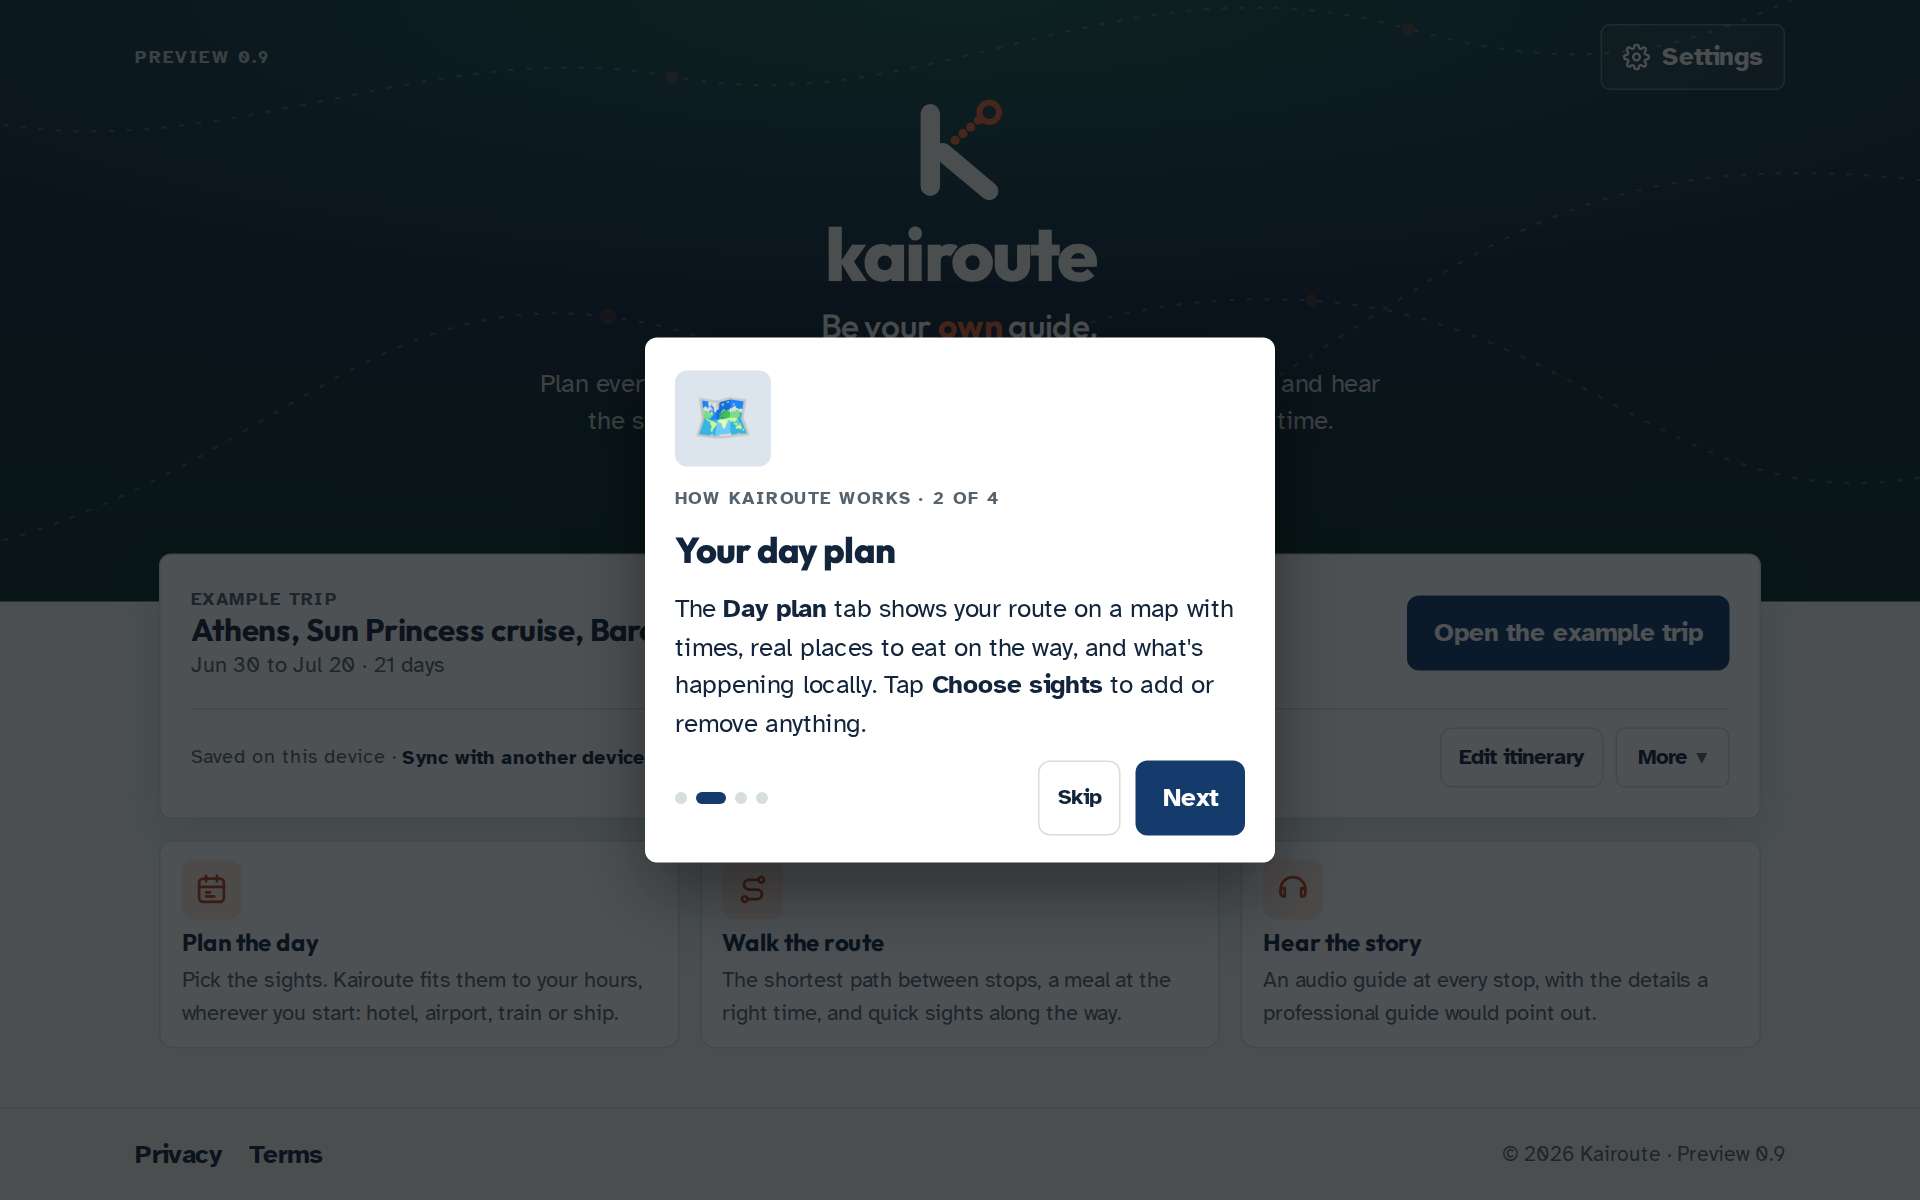 PREVIEW 0.9
Settings
kairoute
Be your own guide.
Plan ever
and hear
the s
time.
HOW KAIROUTE WORKS · 2 OF 4
Your day plan
The Day plan tab shows your route on a map with
times, real places to eat on the way, and what's
happening locally. Tap Choose sights to add or
remove anything.
Skip
Next
EXAMPLE TRIP
Athens, Sun Princess cruise, Barc
Jun 30 to Jul 20 · 21 days
Open the example trip
Saved on this device · Sync with another device
Edit itinerary
More ▾
Plan the day
Pick the sights. Kairoute fits them to your hours,
wherever you start: hotel, airport, train or ship.
Walk the route
The shortest path between stops, a meal at the
right time, and quick sights along the way.
Hear the story
An audio guide at every stop, with the details a
professional guide would point out.
Privacy
Terms
© 2026 Kairoute · Preview 0.9